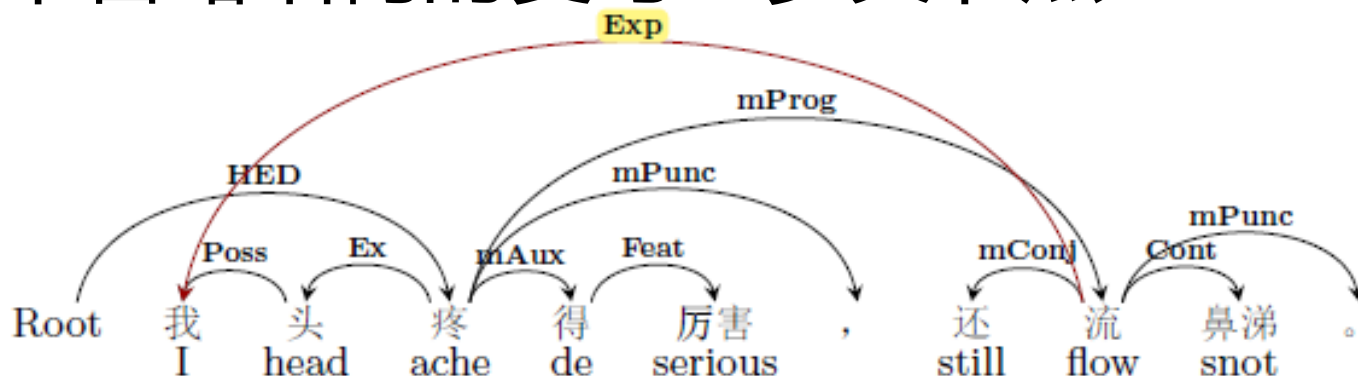 Exp
mProg
HED
mPunc
mPunc
Poss Ex mAux Feat mConj Cont
Root 我 头 疼 得 厉害 ， 还 流 鼻涕 。
I head ache de serious still flow snot